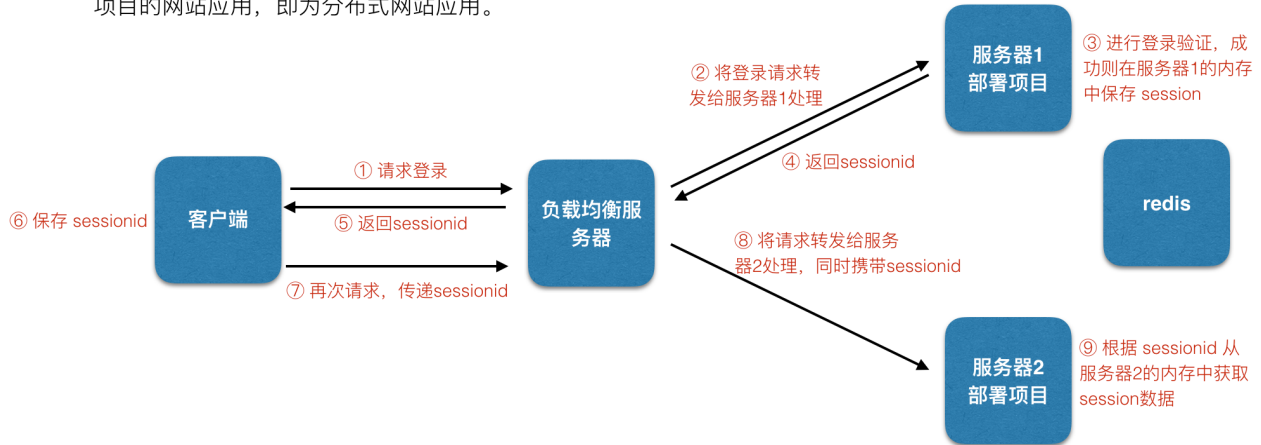 项目的网站应用，即为分布式网站应用。
服务器1
部署项目
③ 进行登录验证，成
功则在服务器1的内存
中保存 session
② 将登录请求转
发给服务器1处理
④ 返回sessionid
① 请求登录
⑥ 保存 sessionid
客户端
⑤ 返回sessionid
负载均衡服
务器
redis
⑧ 将请求转发给服务
器2处理，同时携带sessionid
⑦ 再次请求，传递sessionid
服务器2
部署项目
⑨ 根据 sessionid 从
服务器2的内存中获取
session数据